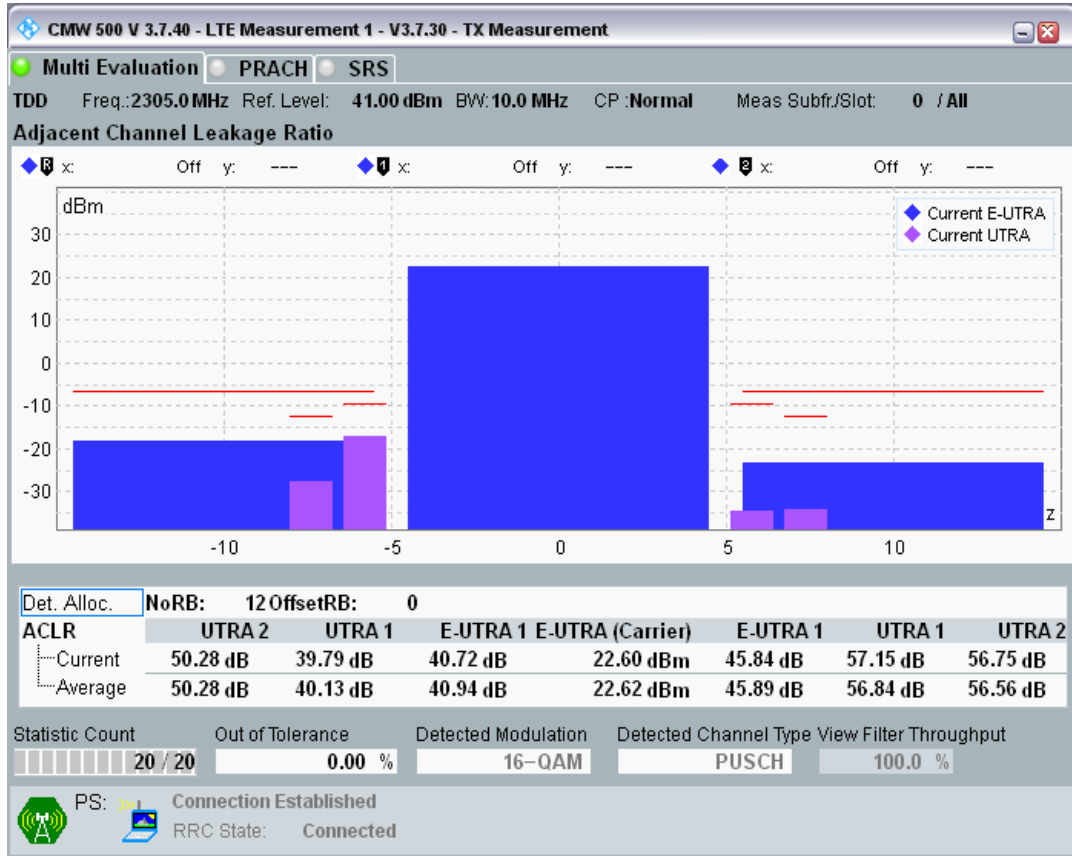 CMW 500 V 3.7.40 - LTE Measurement 1 - V3.7.30 - TX Measurement
Multi Evaluation PRACH SRS
TDD Freq.:2305.0 MHz Ref. Level: 41.00 dBm BW:10.0 MHz CP :Normal Meas Subfr./Slot: 0 / All
Adjacent Channel Leakage Ratio
R x: Off y: --- 1 x: Off y: --- 2 x: Off y: ---
dBm
Current E-UTRA
Current UTRA
30
20
10
0
-10
-20
-30
z
-10 -5 0 5 10
Det. Alloc. NoRB: 12 OffsetRB: 0
ACLR UTRA 2 UTRA 1 E-UTRA 1 E-UTRA (Carrier) E-UTRA 1 UTRA 1 UTRA 2
Current 50.28 dB 39.79 dB 40.72 dB 22.60 dBm 45.84 dB 57.15 dB 56.75 dB
Average 50.28 dB 40.13 dB 40.94 dB 22.62 dBm 45.89 dB 56.84 dB 56.56 dB
Statistic Count Out of Tolerance Detected Modulation Detected Channel Type View Filter Throughput
20 / 20 0.00 % 16-QAM PUSCH 100.0 %
PS: Connection Established
RRC State: Connected